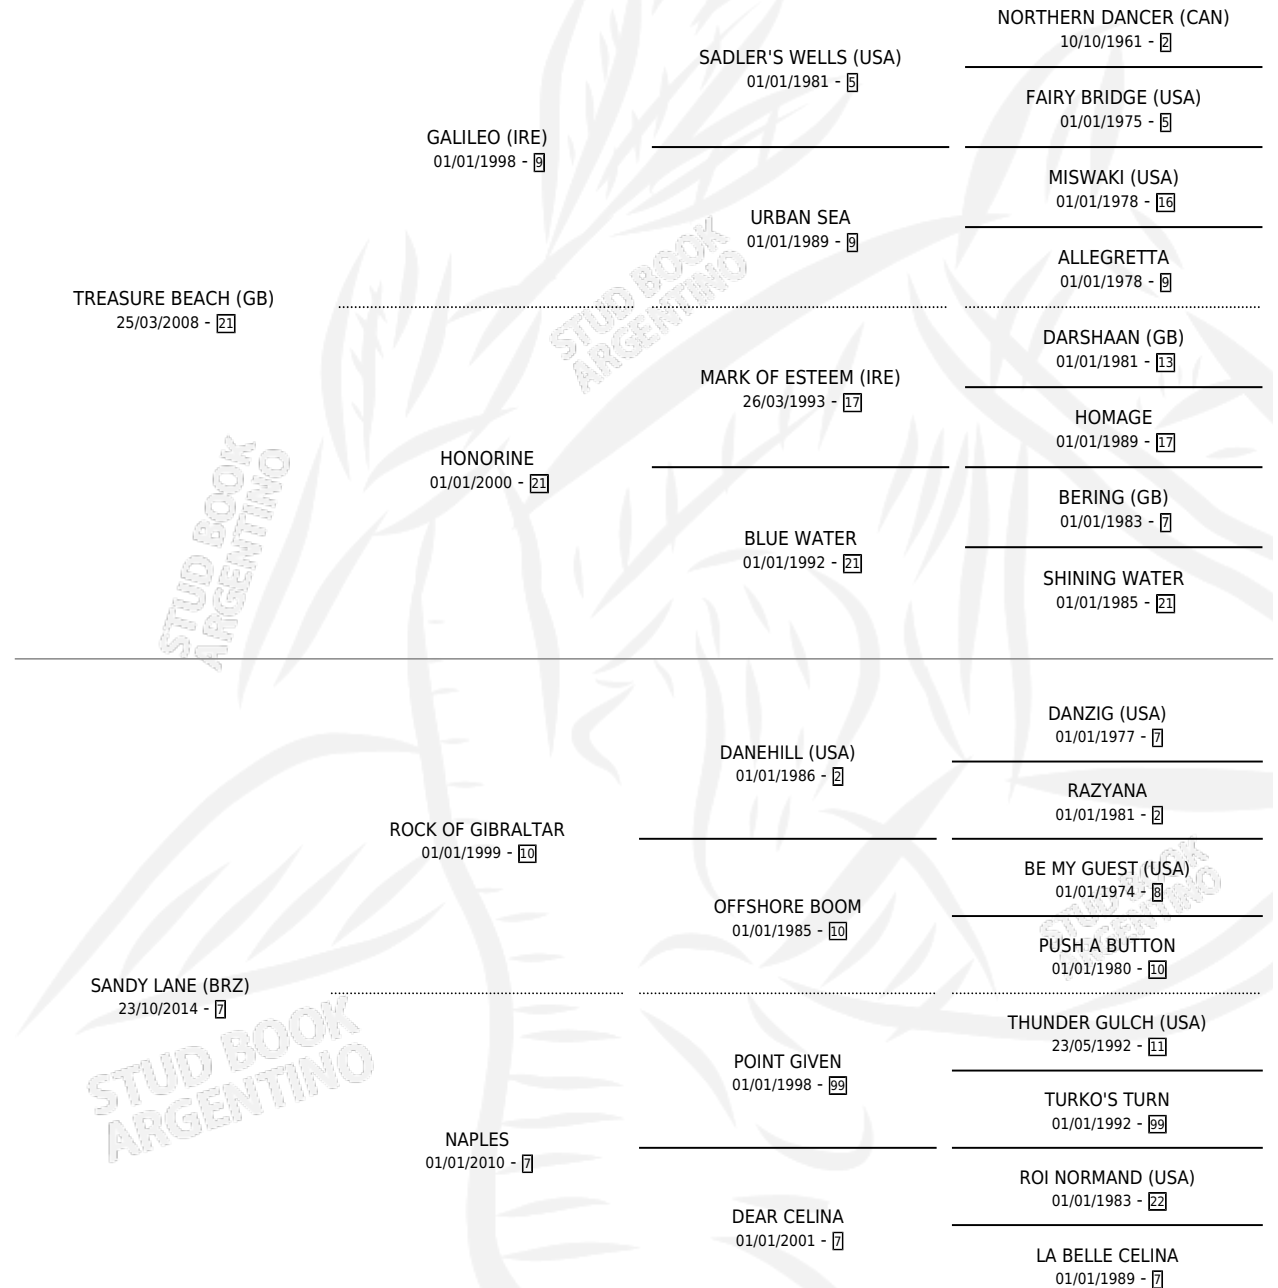 NORTHERN DANCER (CAN)
10/10/1961 - 2
SADLER'S WELLS (USA)
01/01/1981 - 5
FAIRY BRIDGE (USA)
01/01/1975 - 5
GALILEO (IRE)
01/01/1998 - 9
MISWAKI (USA)
01/01/1978 - 16
URBAN SEA
01/01/1989 - 9
ALLEGRETTA
01/01/1978 - 9
TREASURE BEACH (GB)
25/03/2008 - 21
STUD BOOK
ARGENTINO
DARSHAAN (GB)
01/01/1981 - 13
MARK OF ESTEEM (IRE)
26/03/1993 - 17
HOMAGE
01/01/1989 - 17
HONORINE
01/01/2000 - 21
BERING (GB)
01/01/1983 - 7
BLUE WATER
01/01/1992 - 21
SHINING WATER
01/01/1985 - 21
STUD BOOK
ARGENTINO
DANZIG (USA)
01/01/1977 - 7
DANEHILL (USA)
01/01/1986 - 2
RAZYANA
01/01/1981 - 2
ROCK OF GIBRALTAR
01/01/1999 - 10
BE MY GUEST (USA)
01/01/1974 - 8
OFFSHORE BOOM
01/01/1985 - 10
PUSH A BUTTON
01/01/1980 - 10
STUD BOOK
ARGENTINO
SANDY LANE (BRZ)
23/10/2014 - 7
STUD BOOK
ARGENTINO
THUNDER GULCH (USA)
23/05/1992 - 11
POINT GIVEN
01/01/1998 - 99
TURKO'S TURN
01/01/1992 - 99
NAPLES
01/01/2010 - 7
ROI NORMAND (USA)
01/01/1983 - 22
DEAR CELINA
01/01/2001 - 7
LA BELLE CELINA
01/01/1989 - 7